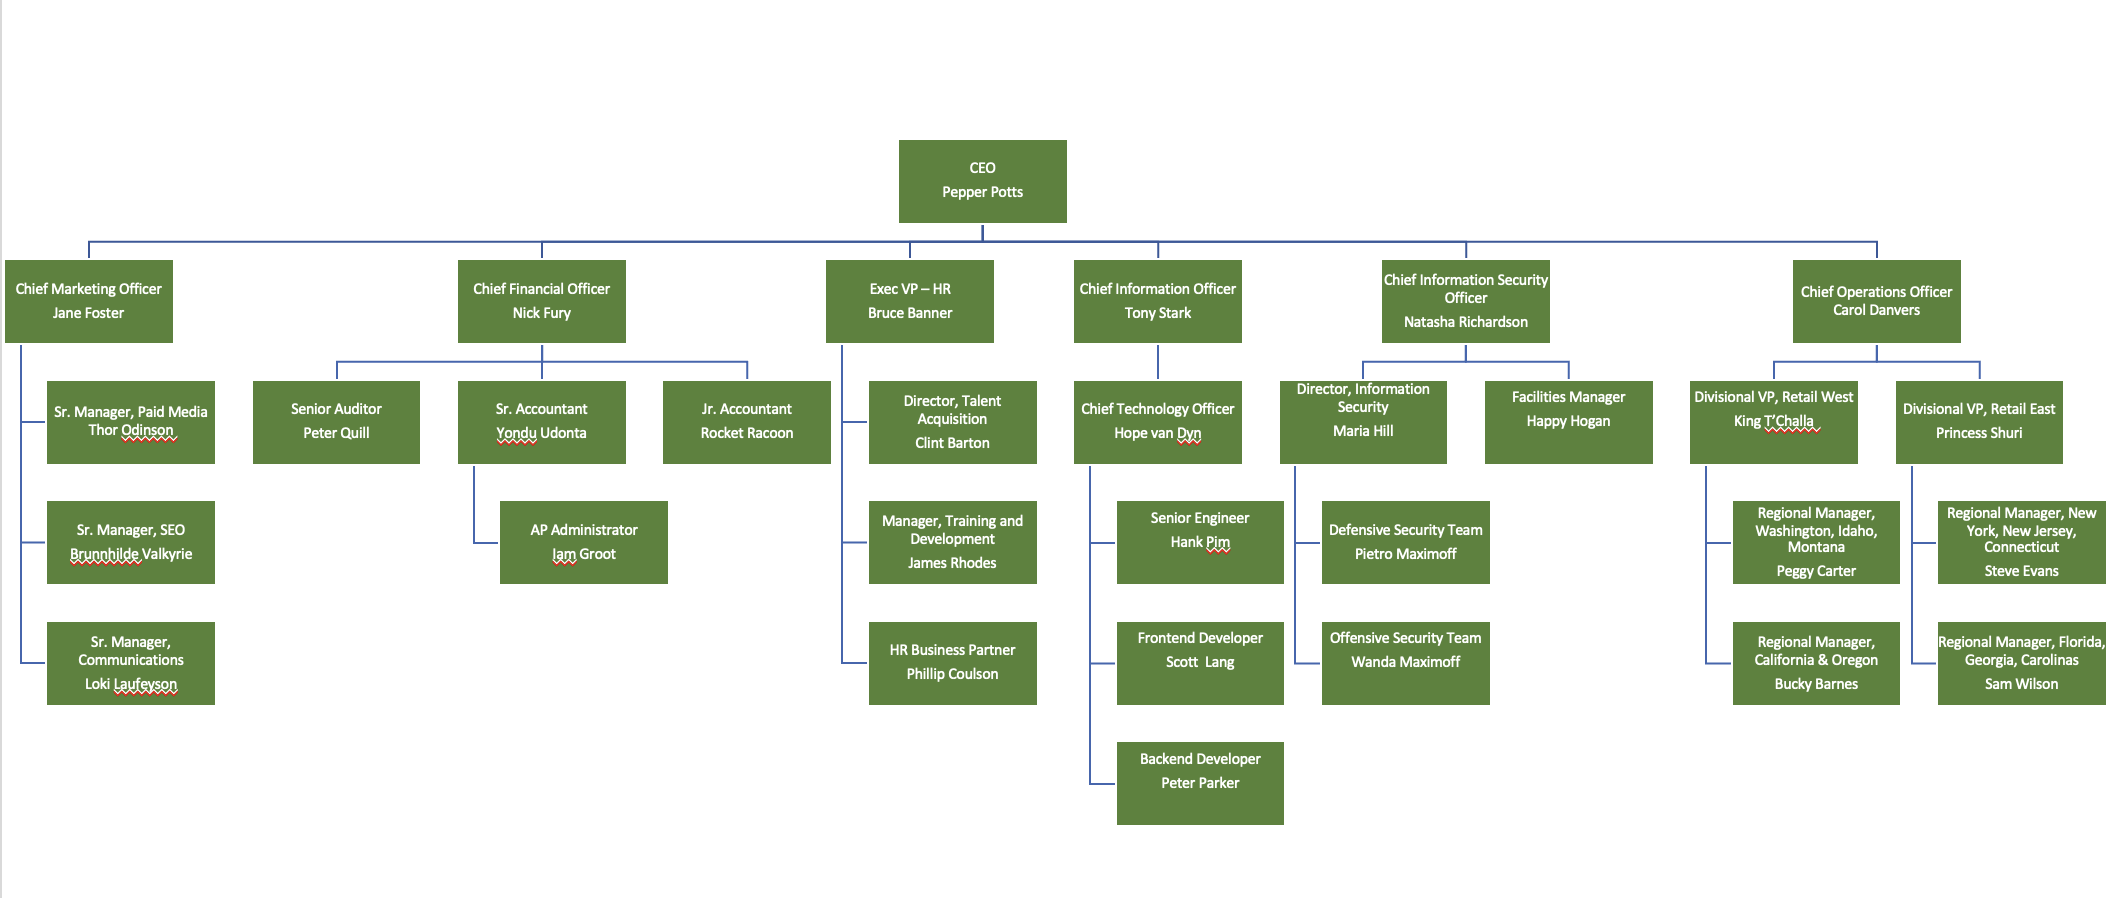 CEO
Pepper Potts
Chief Marketing Officer
Jane Foster
Chief Financial Officer
Nick Fury
Exec VP – HR
Bruce Banner
Chief Information Officer
Tony Stark
Chief Information Security
Officer
Natasha Richardson
Chief Operations Officer
Carol Danvers
Sr. Manager, Paid Media
Thor Odinson
Senior Auditor
Peter Quill
Sr. Accountant
Yondu Udonta
Jr. Accountant
Rocket Racoon
Director, Talent
Acquisition
Clint Barton
Chief Technology Officer
Hope van Dyn
Director, Information
Security
Maria Hill
Facilities Manager
Happy Hogan
Divisional VP, Retail West
King T’Challa
Divisional VP, Retail East
Princess Shuri
Sr. Manager, SEO
Brunnhilde Valkyrie
AP Administrator
Iam Groot
Manager, Training and
Development
James Rhodes
Senior Engineer
Hank Pim
Defensive Security Team
Pietro Maximoff
Regional Manager,
Washington, Idaho,
Montana
Peggy Carter
Regional Manager, New
York, New Jersey,
Connecticut
Steve Evans
Sr. Manager,
Communications
Loki Laufeyson
HR Business Partner
Phillip Coulson
Frontend Developer
Scott  Lang
Offensive Security Team
Wanda Maximoff
Regional Manager,
California & Oregon
Bucky Barnes
Regional Manager, Florida,
Georgia, Carolinas
Sam Wilson
Backend Developer
Peter Parker